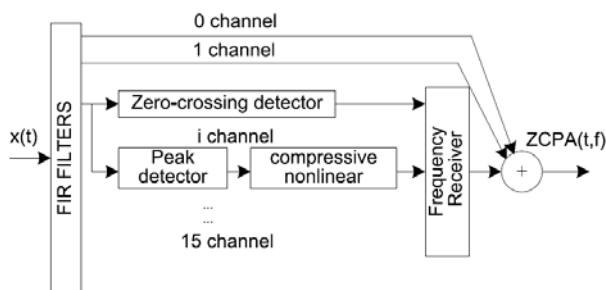 0 channel
1 channel
Zero-crossing detector
x(t)
FIR FILTERS
i channel
Peak
detector
compressive
nonlinear
Frequency
Receiver
ZCPA(t,f)
+
...
...
15 channel